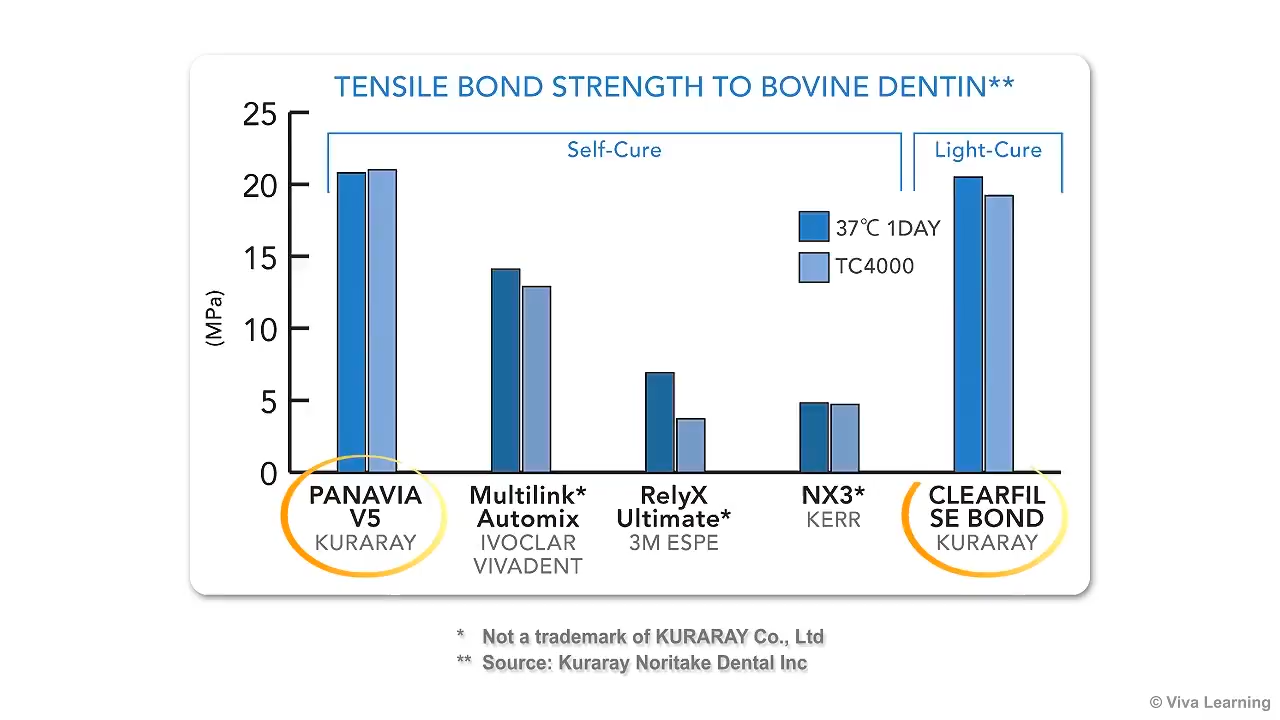 TENSILE BOND STRENGTH TO BOVINE DENTIN**
25
20
15
10
5
0
(MPa)
Self-Cure
Light-Cure
37℃ 1DAY
TC4000
PANAVIA
V5
KURARAY
Multilink*
Automix
IVOCLAR
VIVADENT
RelyX
Ultimate*
3M ESPE
NX3*
KERR
CLEARFIL
SE BOND
KURARAY
* Not a trademark of KURARAY Co., Ltd
** Source: Kuraray Noritake Dental Inc
© Viva Learning